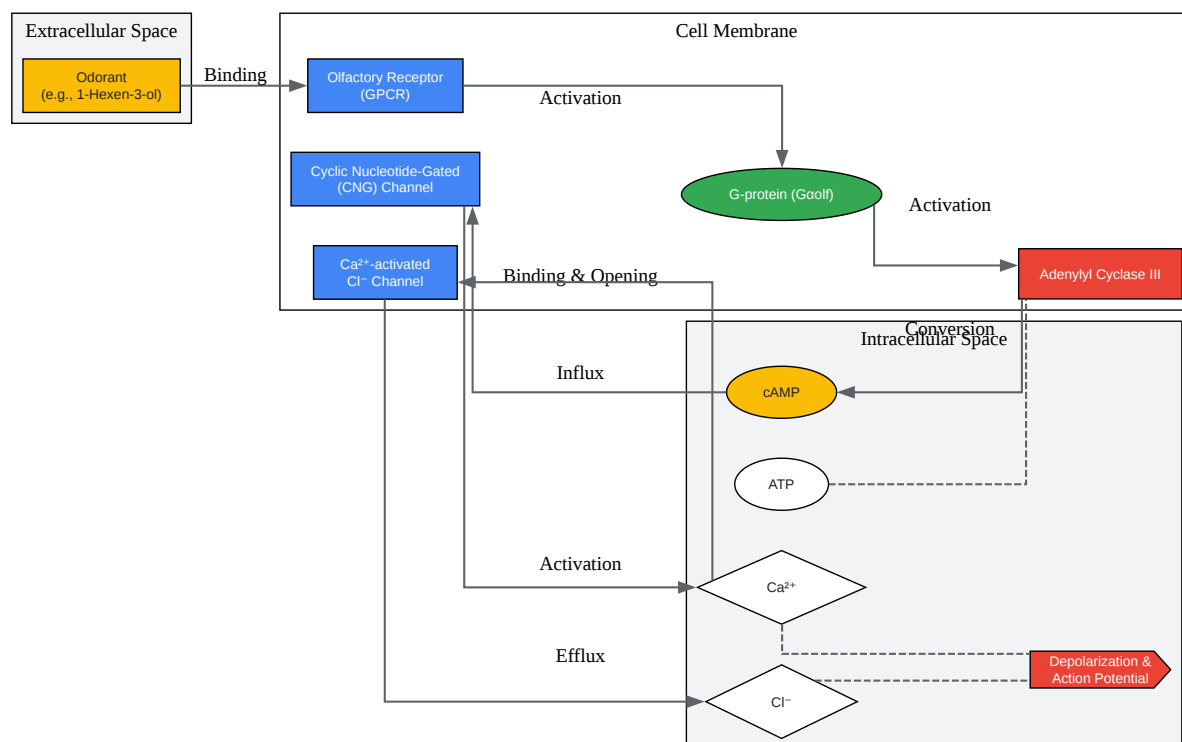 Extracellular Space
Cell Membrane
Odorant
(e.g., 1-Hexen-3-ol)
Binding
Olfactory Receptor
(GPCR)
Activation
Cyclic Nucleotide-Gated
(CNG) Channel
G-protein (Gαolf)
Activation
Ca²⁺-activated
Cl⁻ Channel
Binding & Opening
Adenylyl Cyclase III
Conversion
Intracellular Space
Influx
cAMP
ATP
Activation
Ca²⁺
Efflux
Depolarization &
Action Potential
Cl⁻